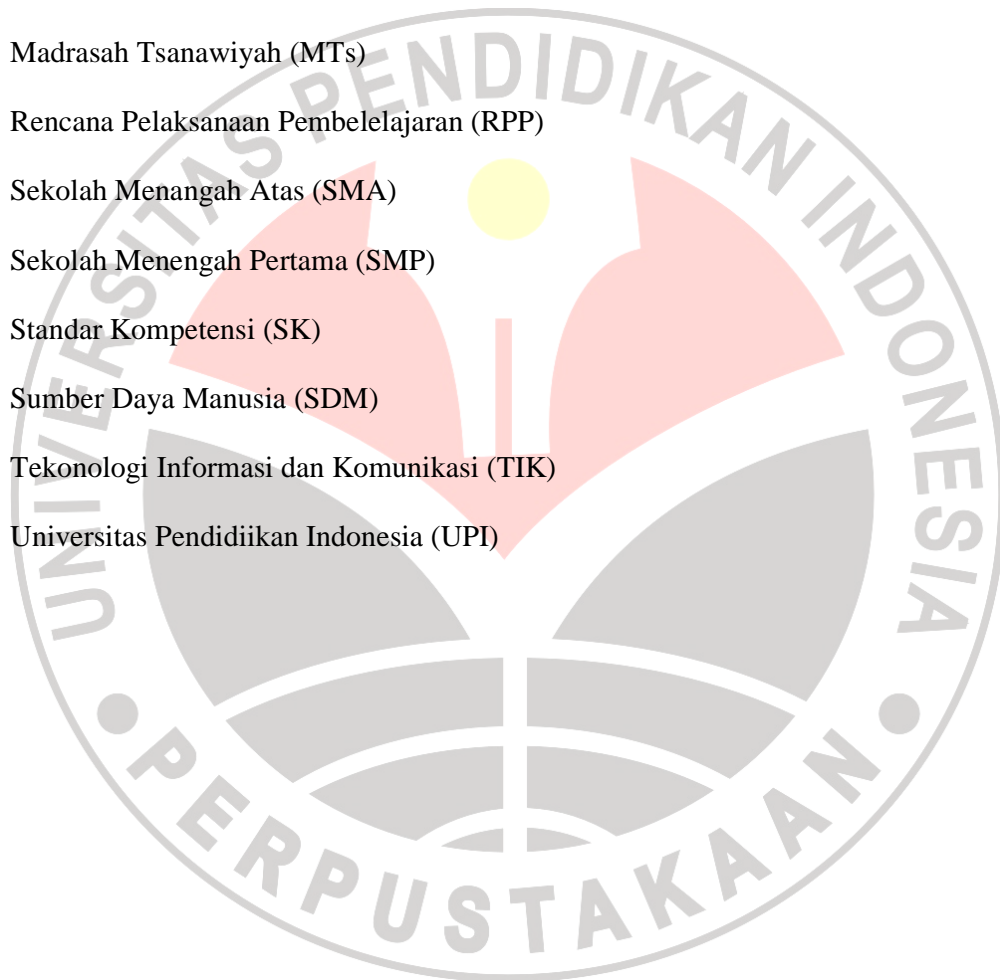 Madrasah Tsanawiyah (MTs)
Rencana Pelaksanaan Pembelelajaran (RPP)
Sekolah Menangah Atas (SMA)
Sekolah Menengah Pertama (SMP)
Standar Kompetensi (SK)
Sumber Daya Manusia (SDM)
Tekonologi Informasi dan Komunikasi (TIK)
Universitas Pendidiikan Indonesia (UPI)
UNIVERSITAS PENDIDIKAN INDONESIA
PERPUSTAKAAN